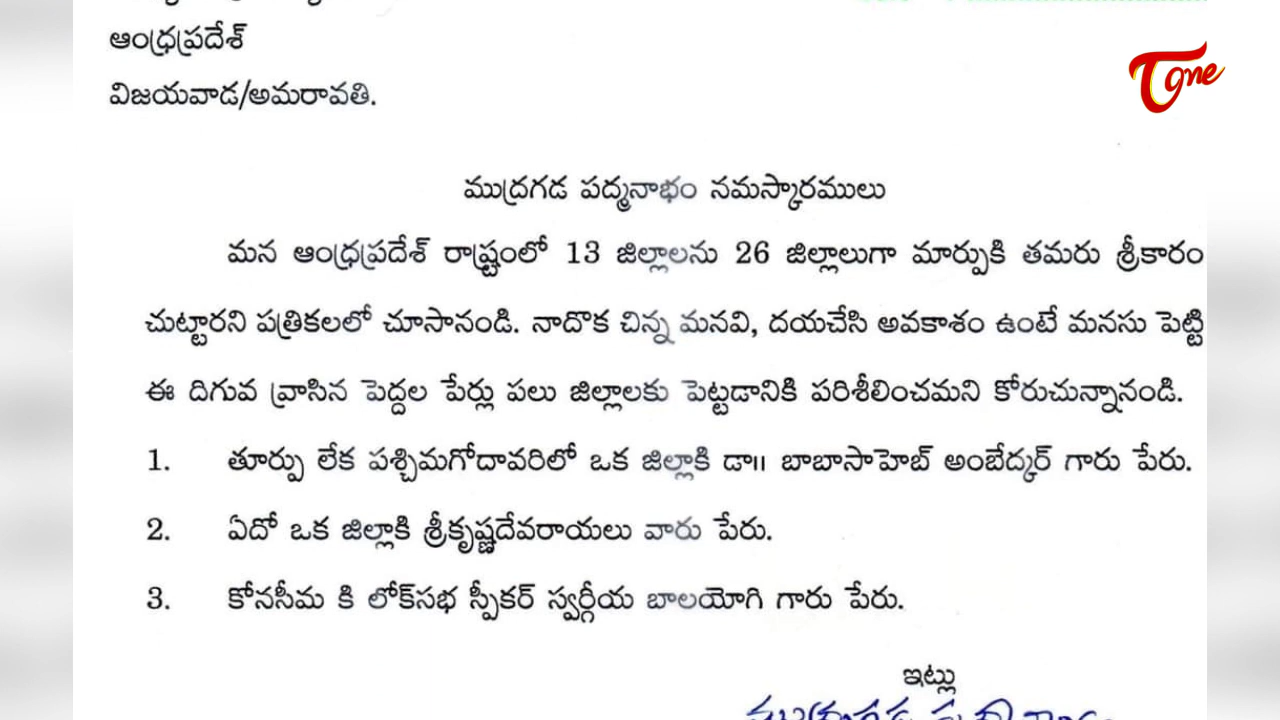 ఆంధ్రప్రదేశ్
విజయవాడ/అమరావతి.
Tone
ముద్రగడ పద్మనాభం నమస్కారములు
మన ఆంధ్రప్రదేశ్ రాష్ట్రంలో 13 జిల్లాలను 26 జిల్లాలుగా మార్పుకి తమరు శ్రీకారం
చుట్టారని పత్రికలలో చూసానండి. నాదొక చిన్న మనవి, దయచేసి అవకాశం ఉంటే మనసు పెట్టి
ఈ దిగువ వ్రాసిన పెద్దల పేర్లు పలు జిల్లాలకు పెట్టడానికి పరిశీలించమని కోరుచున్నానండి.
1. తూర్పు లేక పశ్చిమగోదావరిలో ఒక జిల్లాకి డా॥ బాబాసాహెబ్ అంబేద్కర్ గారు పేరు.
2. ఏదో ఒక జిల్లాకి శ్రీకృష్ణదేవరాయలు వారు పేరు.
3. కోనసీమ కి లోక్‌సభ స్పీకర్ స్వర్గీయ బాలయోగి గారు పేరు.
ఇట్లు